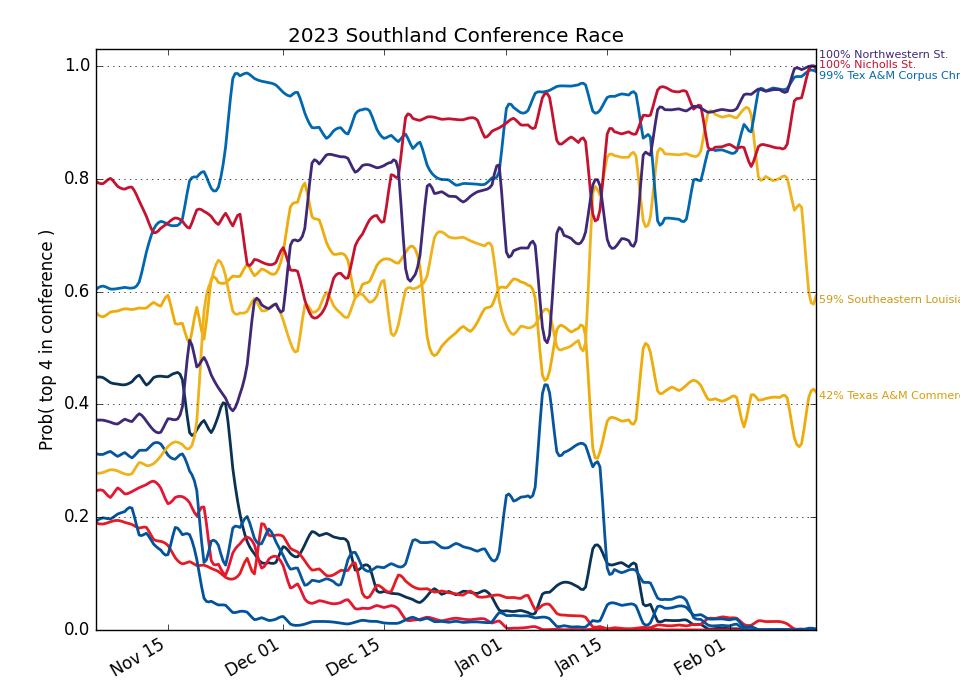 2023 Southland Conference Race
Prob( top 4 in conference )
1.0
0.8
0.6
0.4
0.2
0.0
Nov 15
Dec 01
Dec 15
Jan 01
Jan 15
Feb 01
100% Northwestern St.
100% Nicholls St.
99% Tex A&M Corpus Chr
59% Southeastern Louisia
42% Texas A&M Commerc